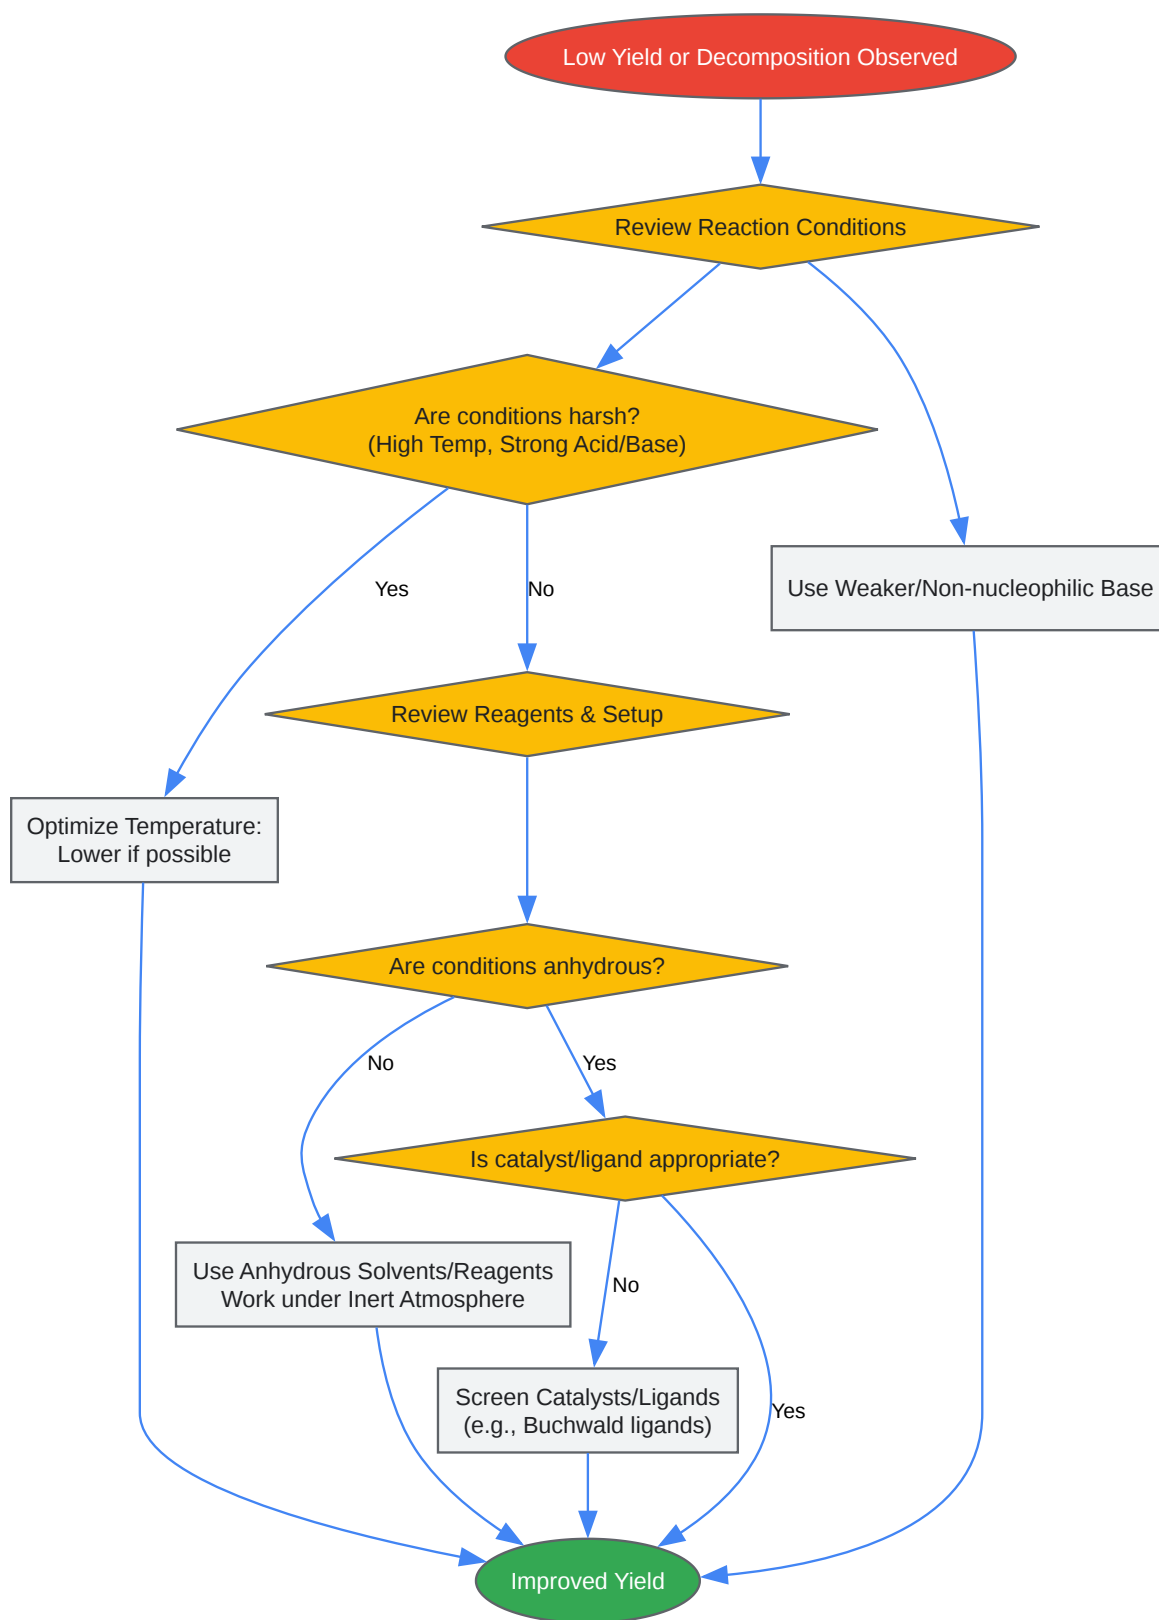 Low Yield or Decomposition Observed
Review Reaction Conditions
Are conditions harsh?
(High Temp, Strong Acid/Base)
Yes
No
Use Weaker/Non-nucleophilic Base
Review Reagents & Setup
Optimize Temperature:
Lower if possible
Are conditions anhydrous?
No
Yes
Is catalyst/ligand appropriate?
Use Anhydrous Solvents/Reagents
Work under Inert Atmosphere
No
Screen Catalysts/Ligands
(e.g., Buchwald ligands)
Yes
Improved Yield